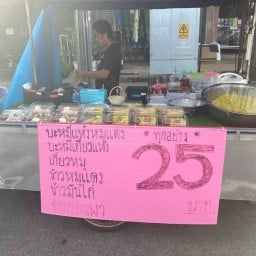 บะหมี่แห้งหมูแดง
บะหมี่เกี๊ยวแห้ง
เกี๊ยวหมู
ข้าวหมูแดง
ข้าวมันไก่
ทุกอย่าง
25
บาท